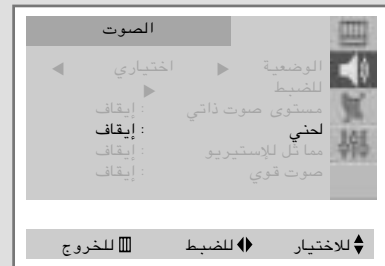 الصوت
الوضعية ◀ اختياري ▶
للضبط ◀
مستوى صوت ذاتي : إيقاف
لحني : إيقاف
مماثل للإستيريو : إيقاف
صوت قوي : إيقاف
للاختيار للضبط للخروج